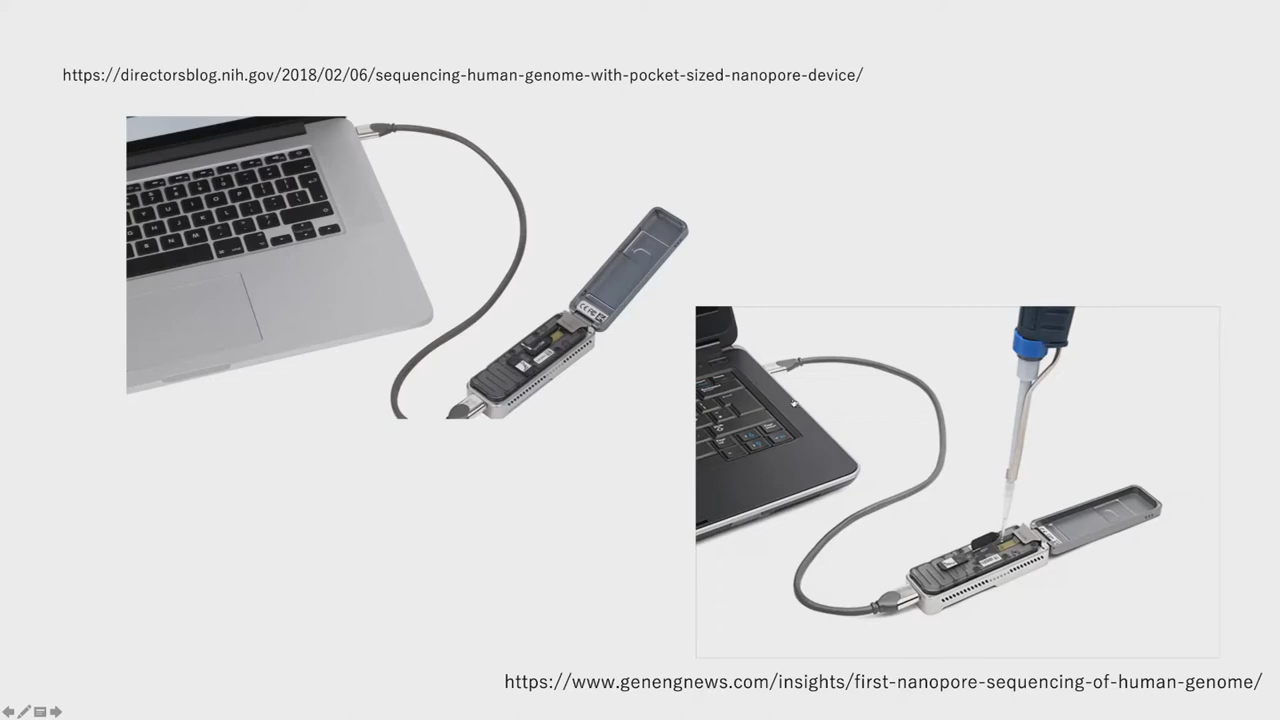 https://directorsblog.nih.gov/2018/02/06/sequencing-human-genome-with-pocket-sized-nanopore-device/
https://www.genengnews.com/insights/first-nanopore-sequencing-of-human-genome/